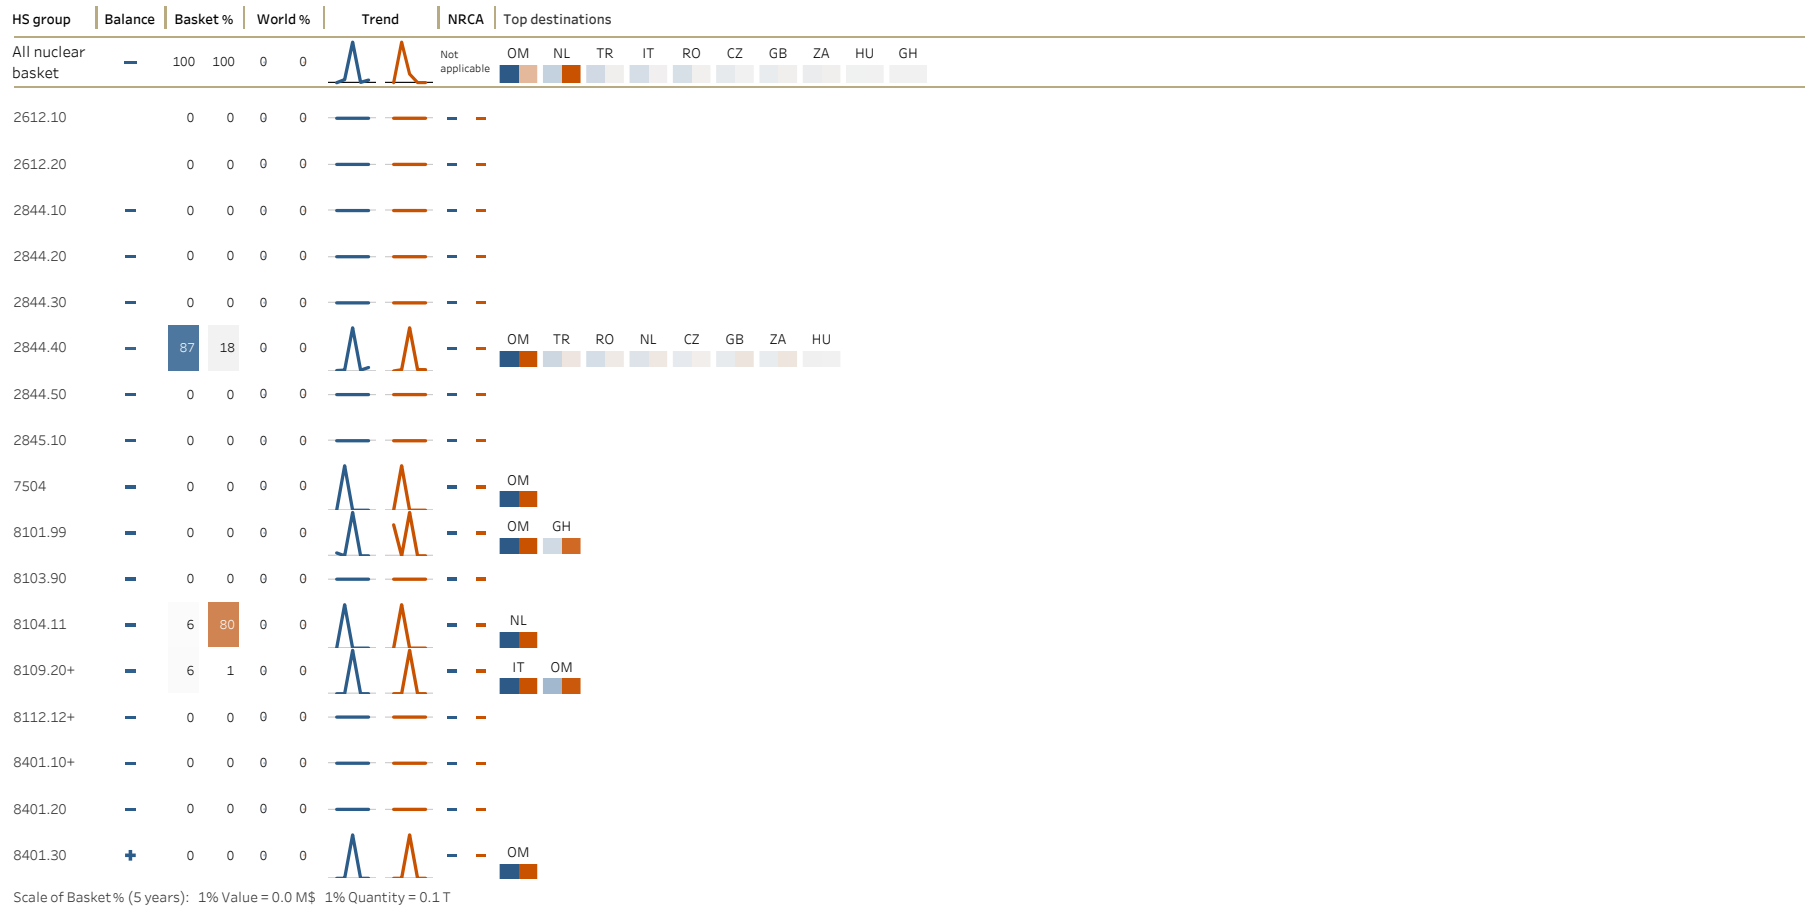 HS group Balance Basket % World % Trend NRCA Top destinations
All nuclear basket 100 100 0 0 Not applicable OM NL TR IT RO CZ GB ZA HU GH
2612.10 0 0 0 0
2612.20 0 0 0 0
2844.10 0 0 0 0
2844.20 0 0 0 0
2844.30 0 0 0 0
2844.40 87 18 0 0 OM TR RO NL CZ GB ZA HU
2844.50 0 0 0 0
2845.10 0 0 0 0
7504 0 0 0 0 OM
8101.99 0 0 0 0 OM GH
8103.90 0 0 0 0
8104.11 6 80 0 0 NL
8109.20+ 6 1 0 0 IT OM
8112.12+ 0 0 0 0
8401.10+ 0 0 0 0
8401.20 0 0 0 0
8401.30 0 0 0 0 OM
Scale of Basket% (5 years): 1% Value = 0.0 M$ 1% Quantity = 0.1 T